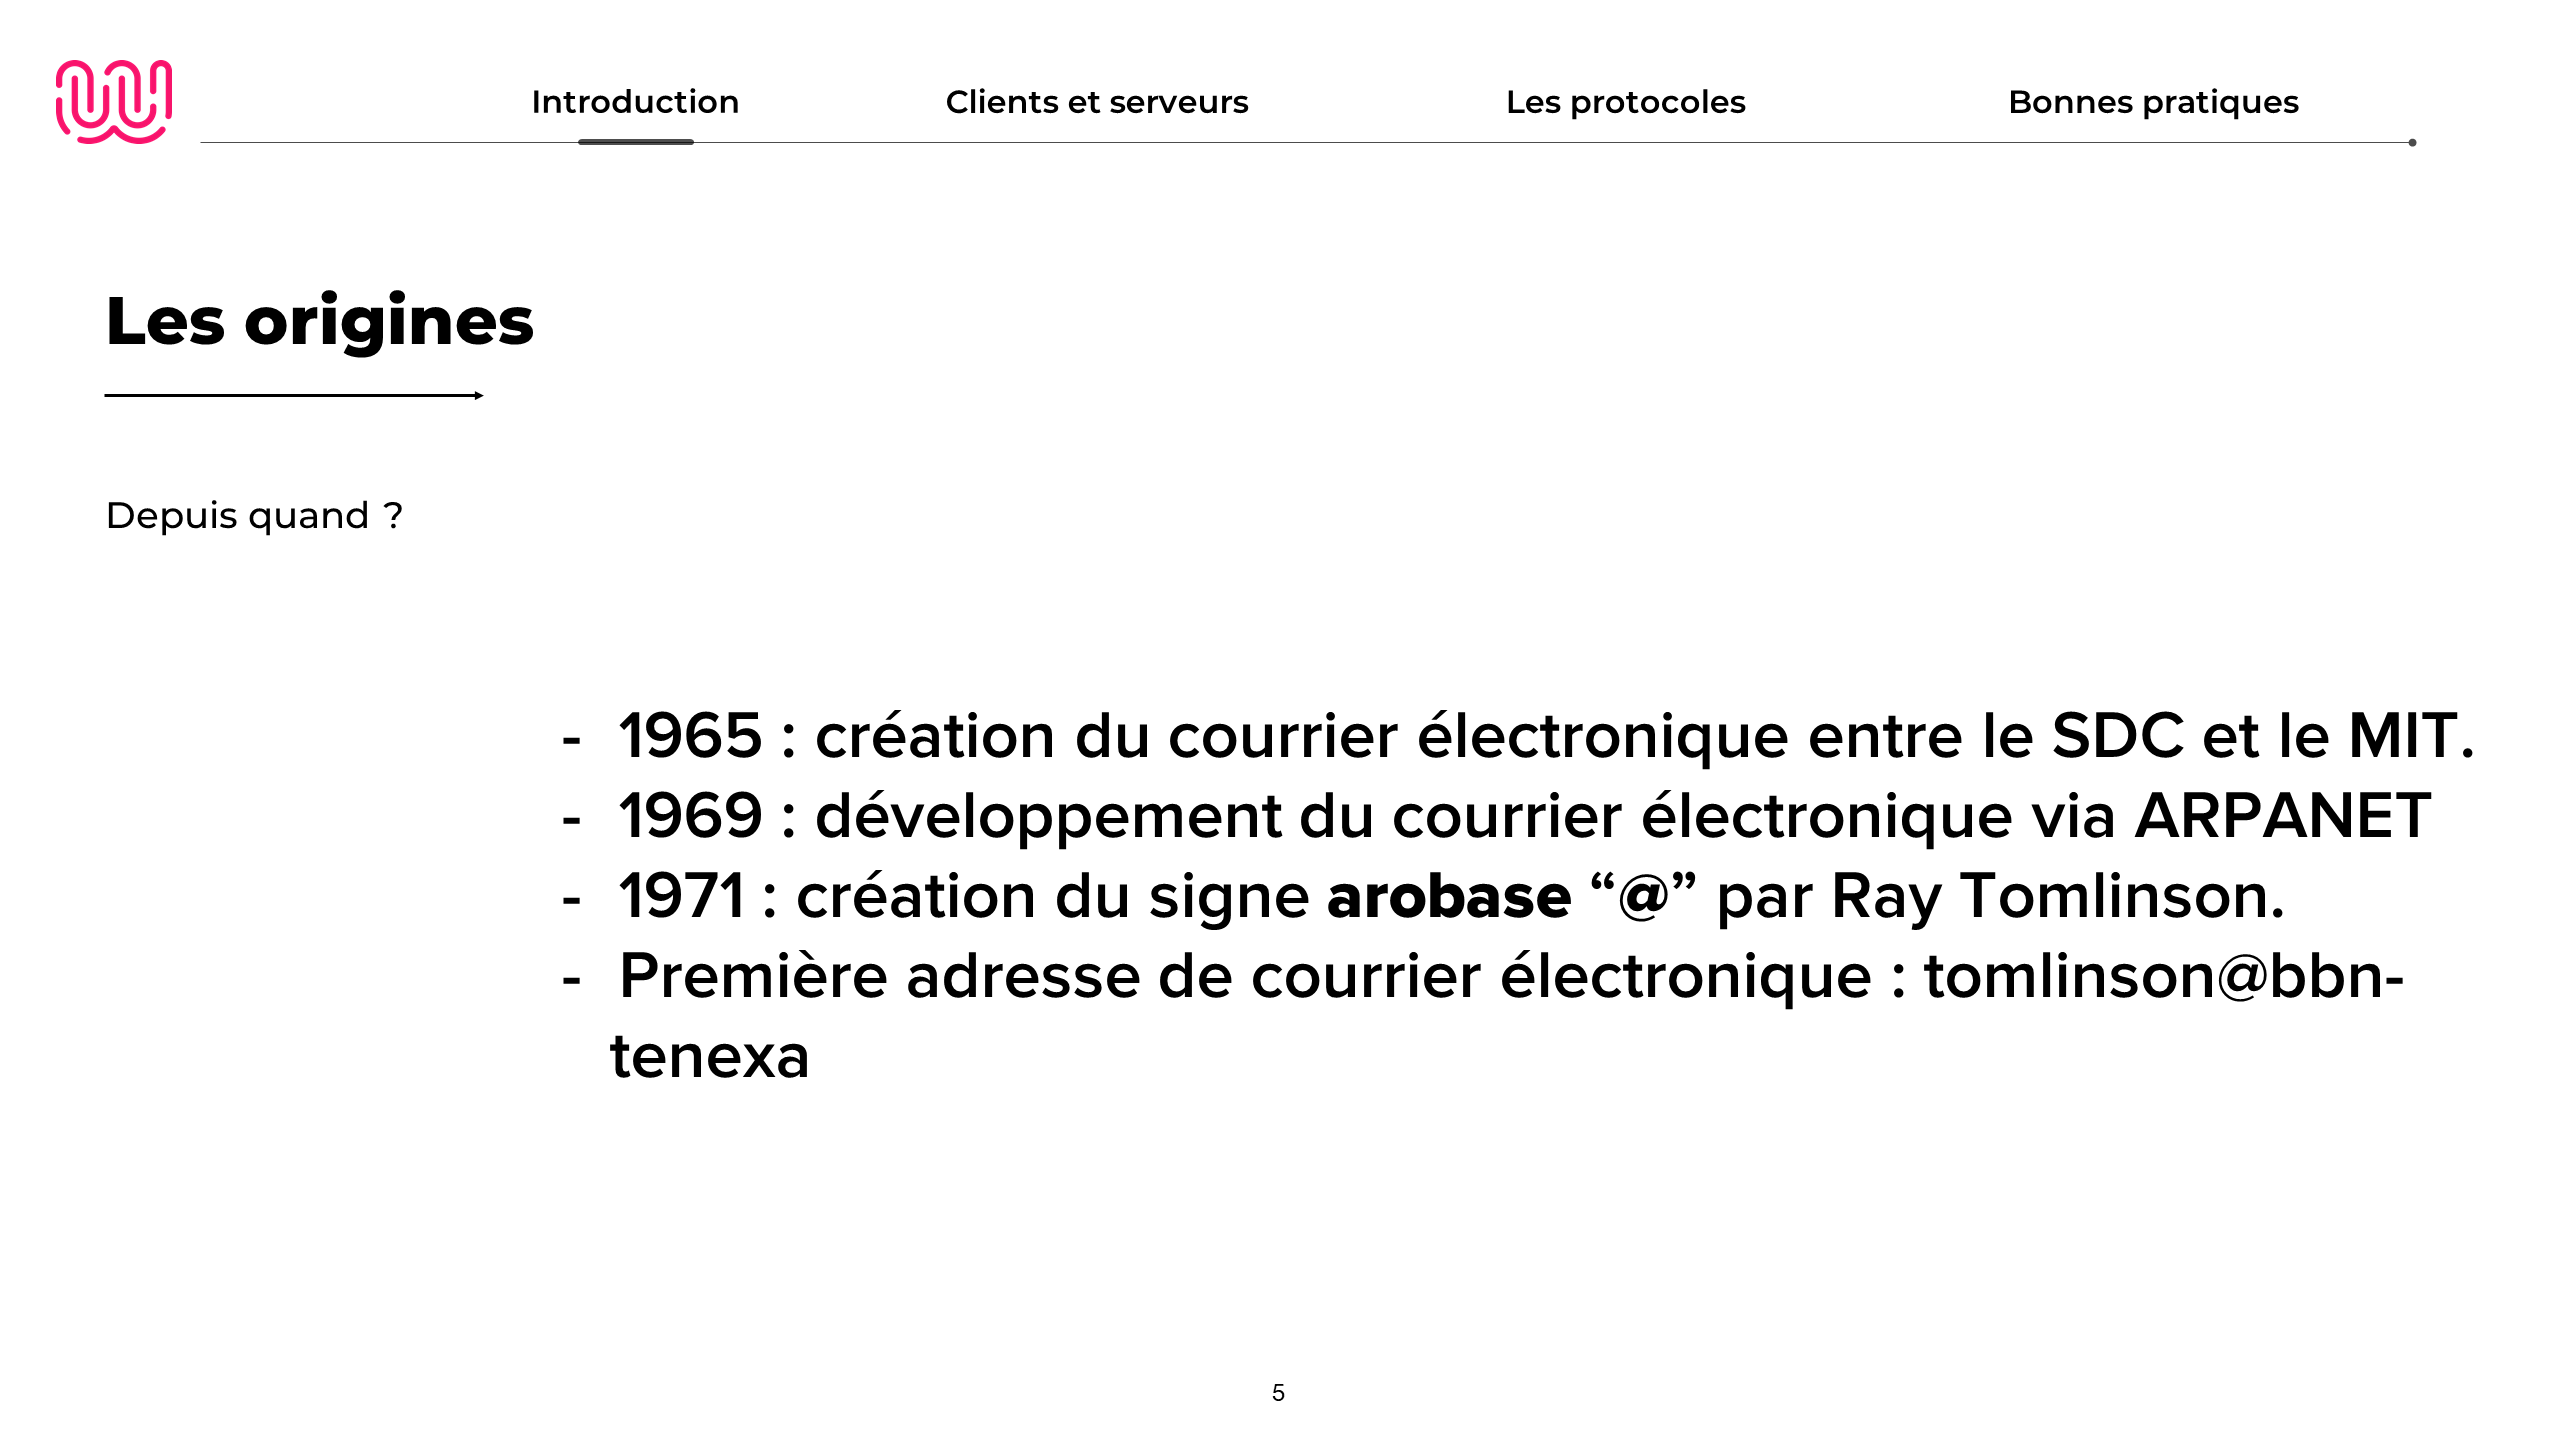 Introduction
Clients et serveurs
Les protocoles
Bonnes pratiques
Les origines
Depuis quand ?
- 1965 : création du courrier électronique entre le SDC et le MIT.
- 1969 : développement du courrier électronique via ARPANET
- 1971 : création du signe arobase “@” par Ray Tomlinson.
- Première adresse de courrier électronique : tomlinson@bbn-
tenexa
5